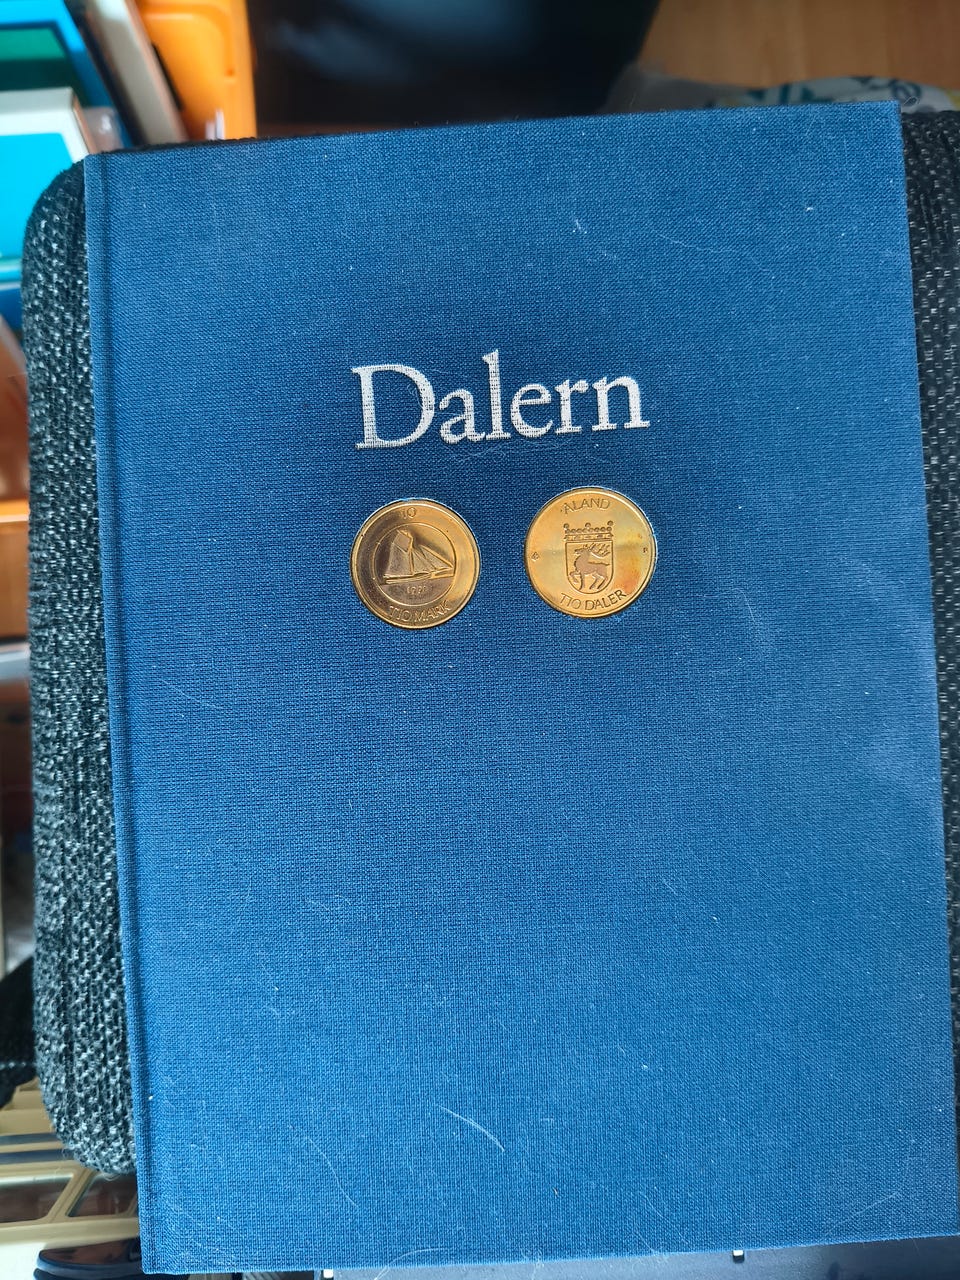 Dalern
10
TIO MARK
ÅLAND
TIO DALER